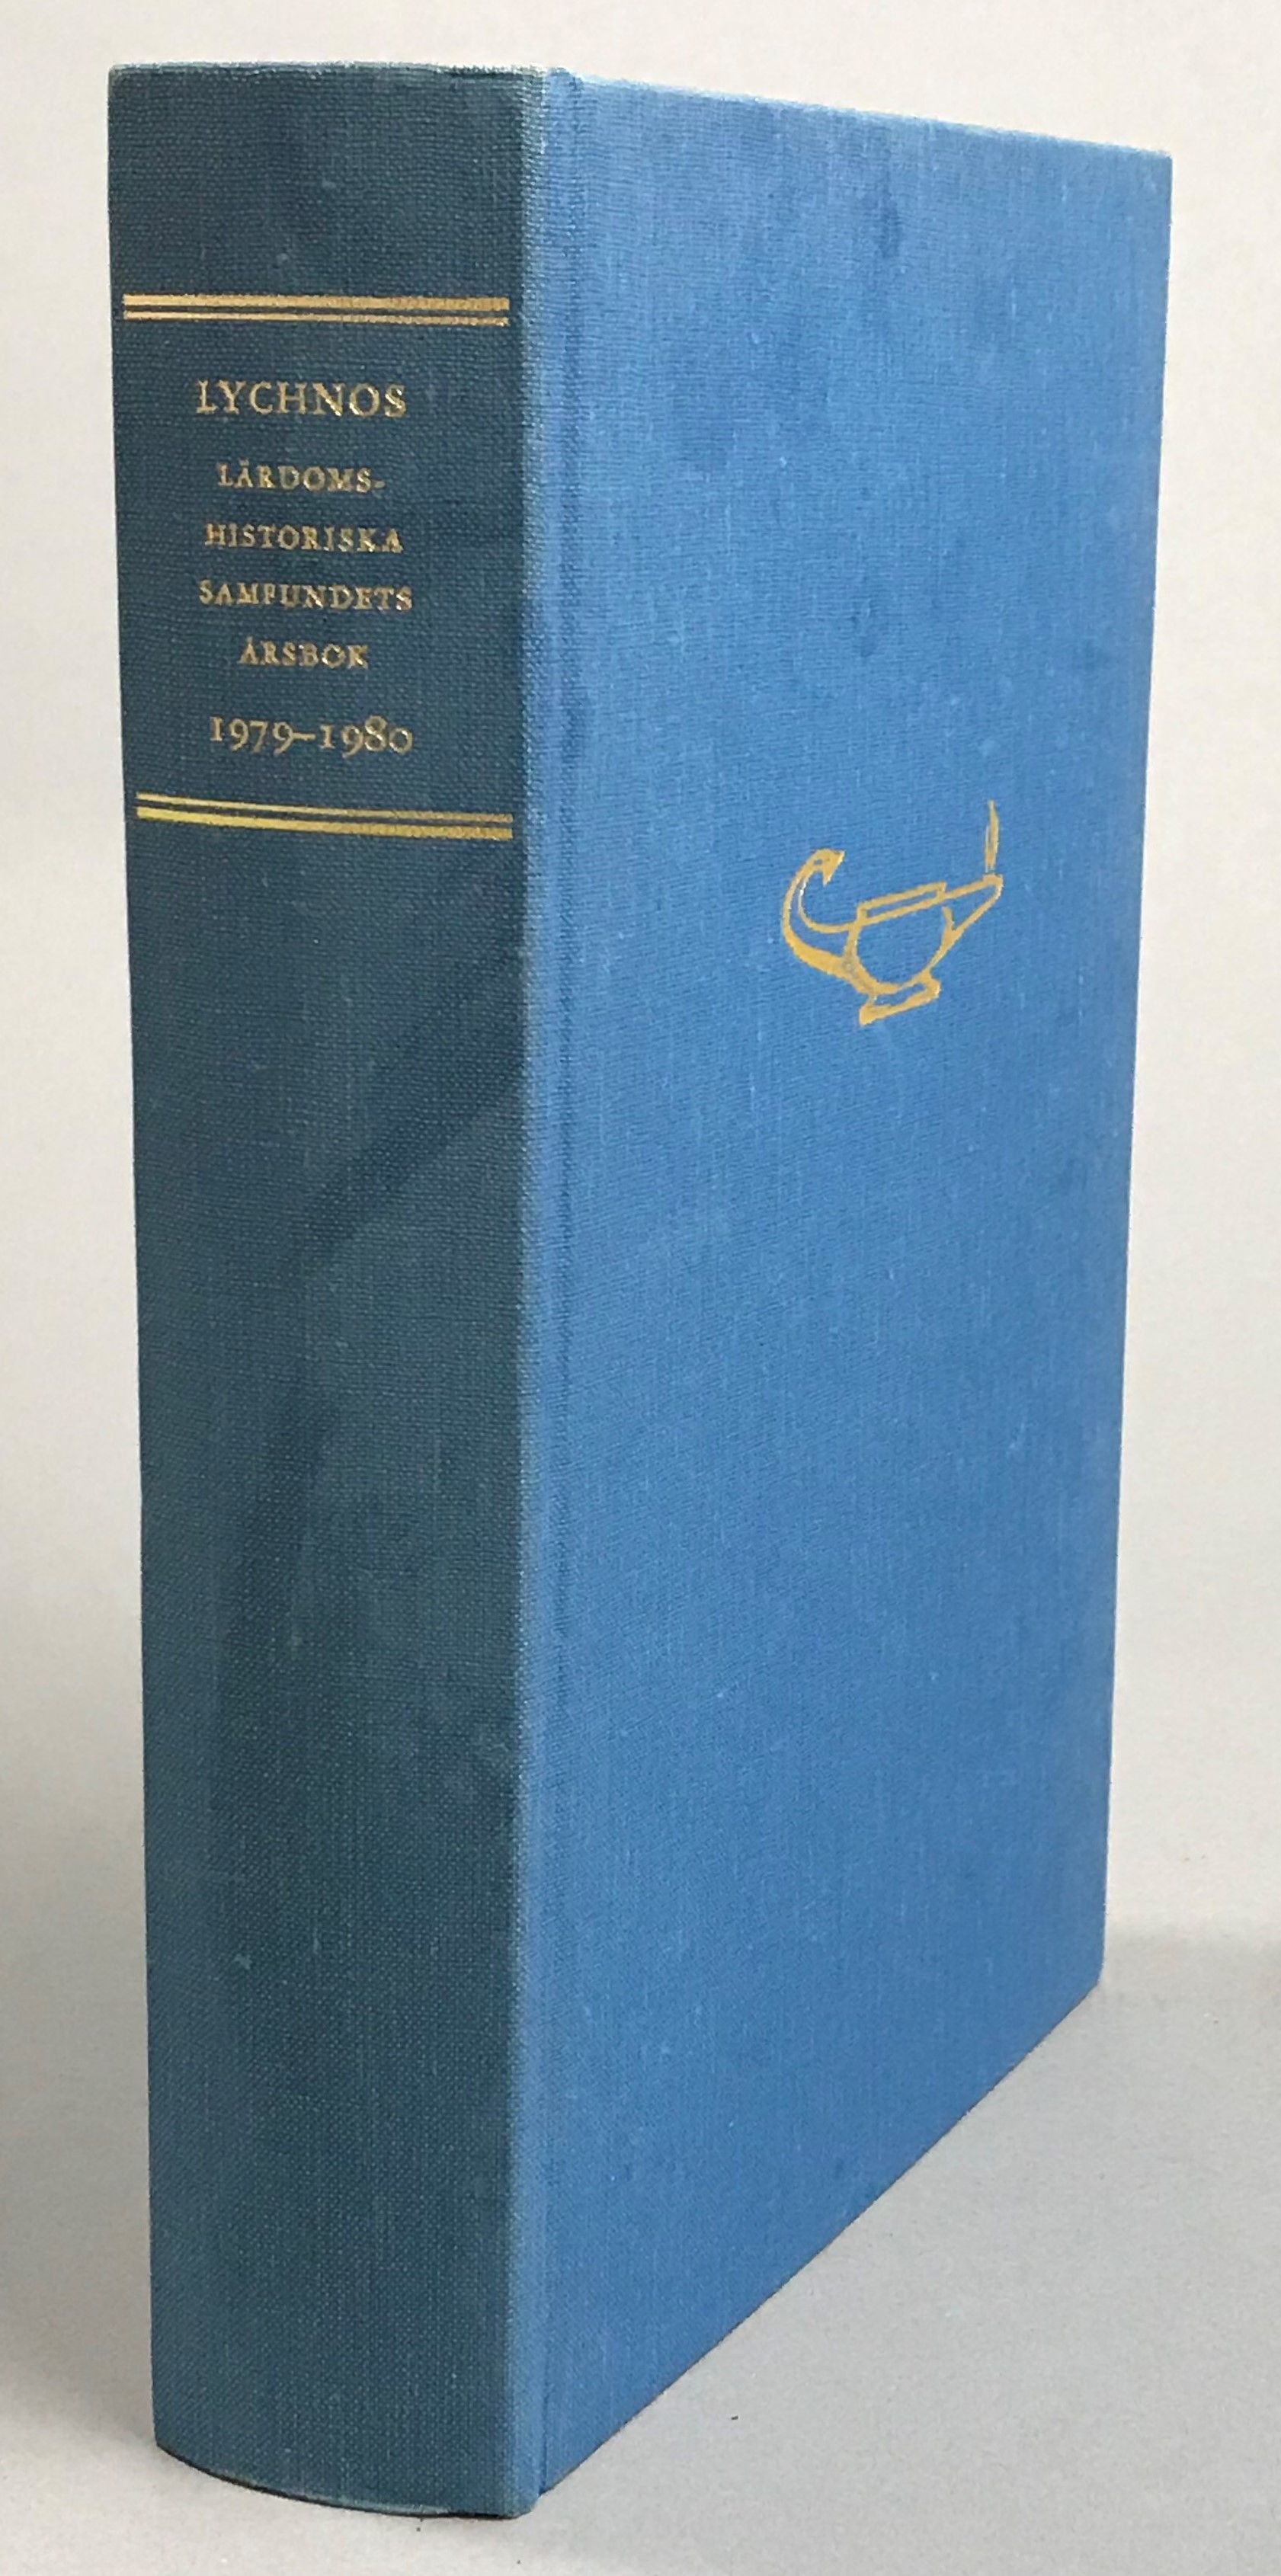 LYCHNOS
LÄRDOMS-
HISTORISKA
SAMFUNDETS
ÅRSBOK
1979–1980